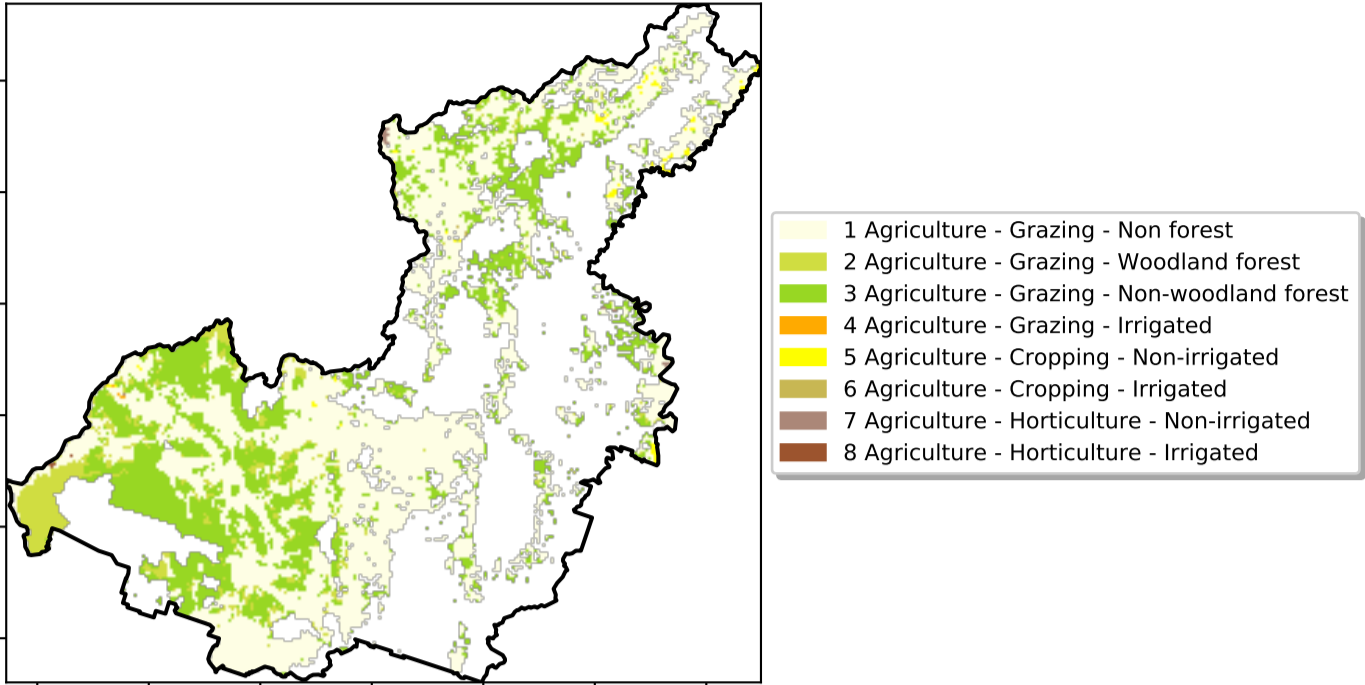 1 Agriculture - Grazing - Non forest
2 Agriculture - Grazing - Woodland forest
3 Agriculture - Grazing - Non-woodland forest
4 Agriculture - Grazing - Irrigated
5 Agriculture - Cropping - Non-irrigated
6 Agriculture - Cropping - Irrigated
7 Agriculture - Horticulture - Non-irrigated
8 Agriculture - Horticulture - Irrigated